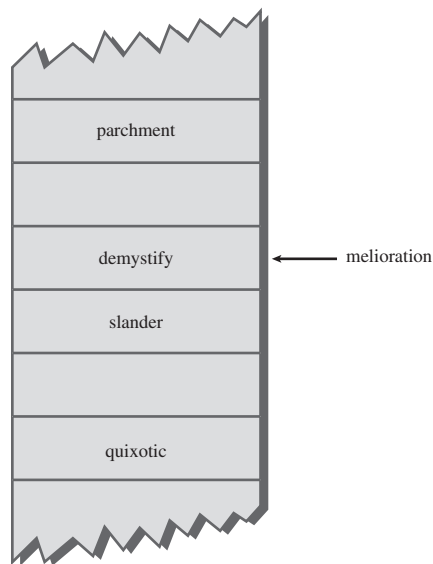 parchment
demystify
melioration
slander
quixotic